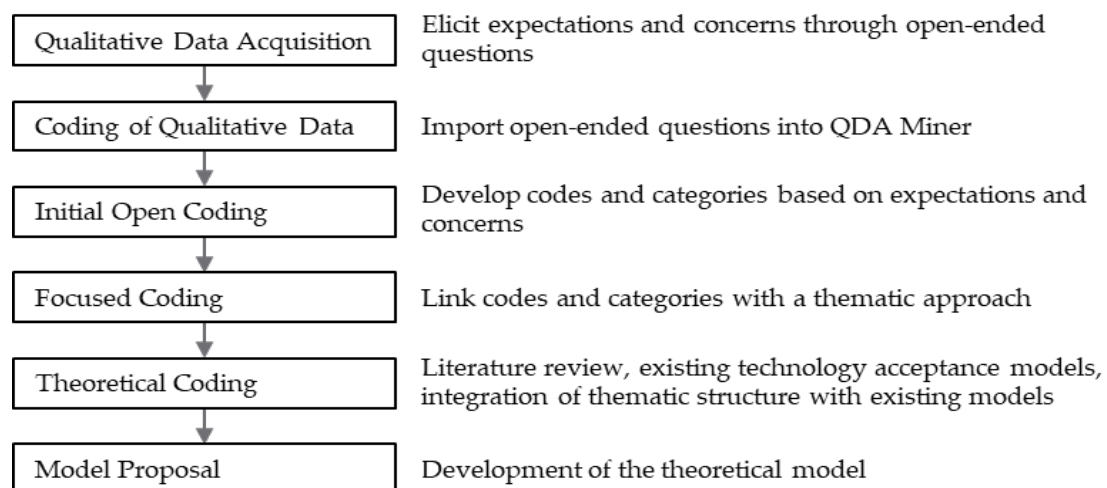 Qualitative Data Acquisition
Elicit expectations and concerns through open-ended
questions
Coding of Qualitative Data
Import open-ended questions into QDA Miner
Initial Open Coding
Develop codes and categories based on expectations and
concerns
Focused Coding
Link codes and categories with a thematic approach
Theoretical Coding
Literature review, existing technology acceptance models,
integration of thematic structure with existing models
Model Proposal
Development of the theoretical model